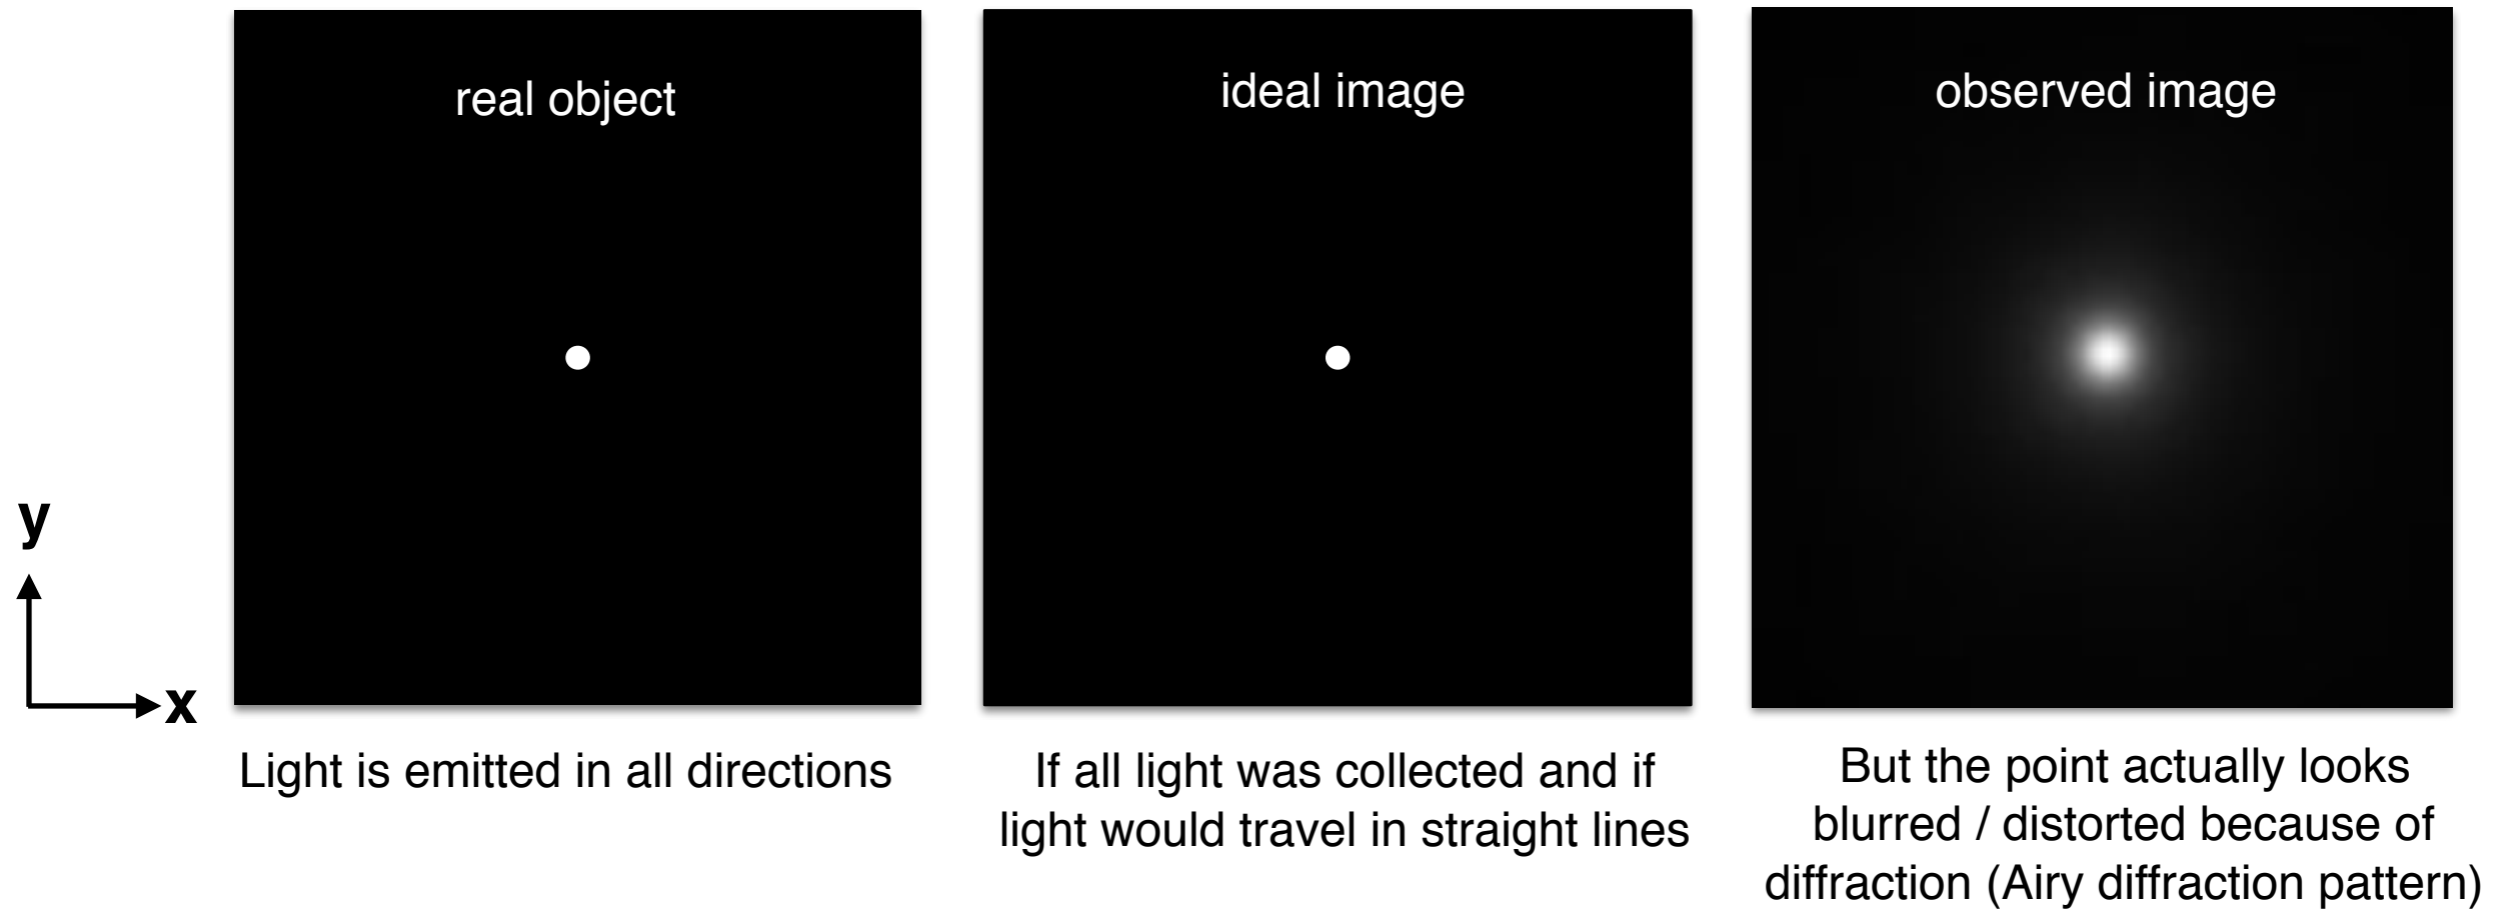 real object
ideal image
observed image
y
x
Light is emitted in all directions
If all light was collected and if
light would travel in straight lines
But the point actually looks
blurred / distorted because of
diffraction (Airy diffraction pattern)